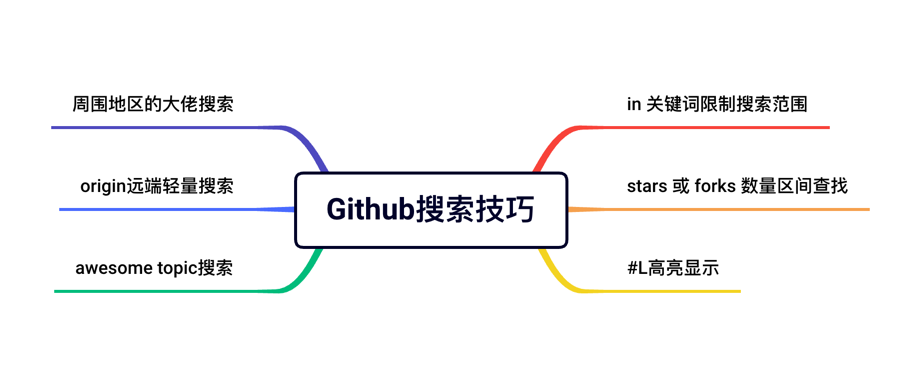 周围地区的大佬搜索
in 关键词限制搜索范围
origin远端轻量搜索
Github搜索技巧
stars 或 forks 数量区间查找
awesome topic搜索
#L高亮显示